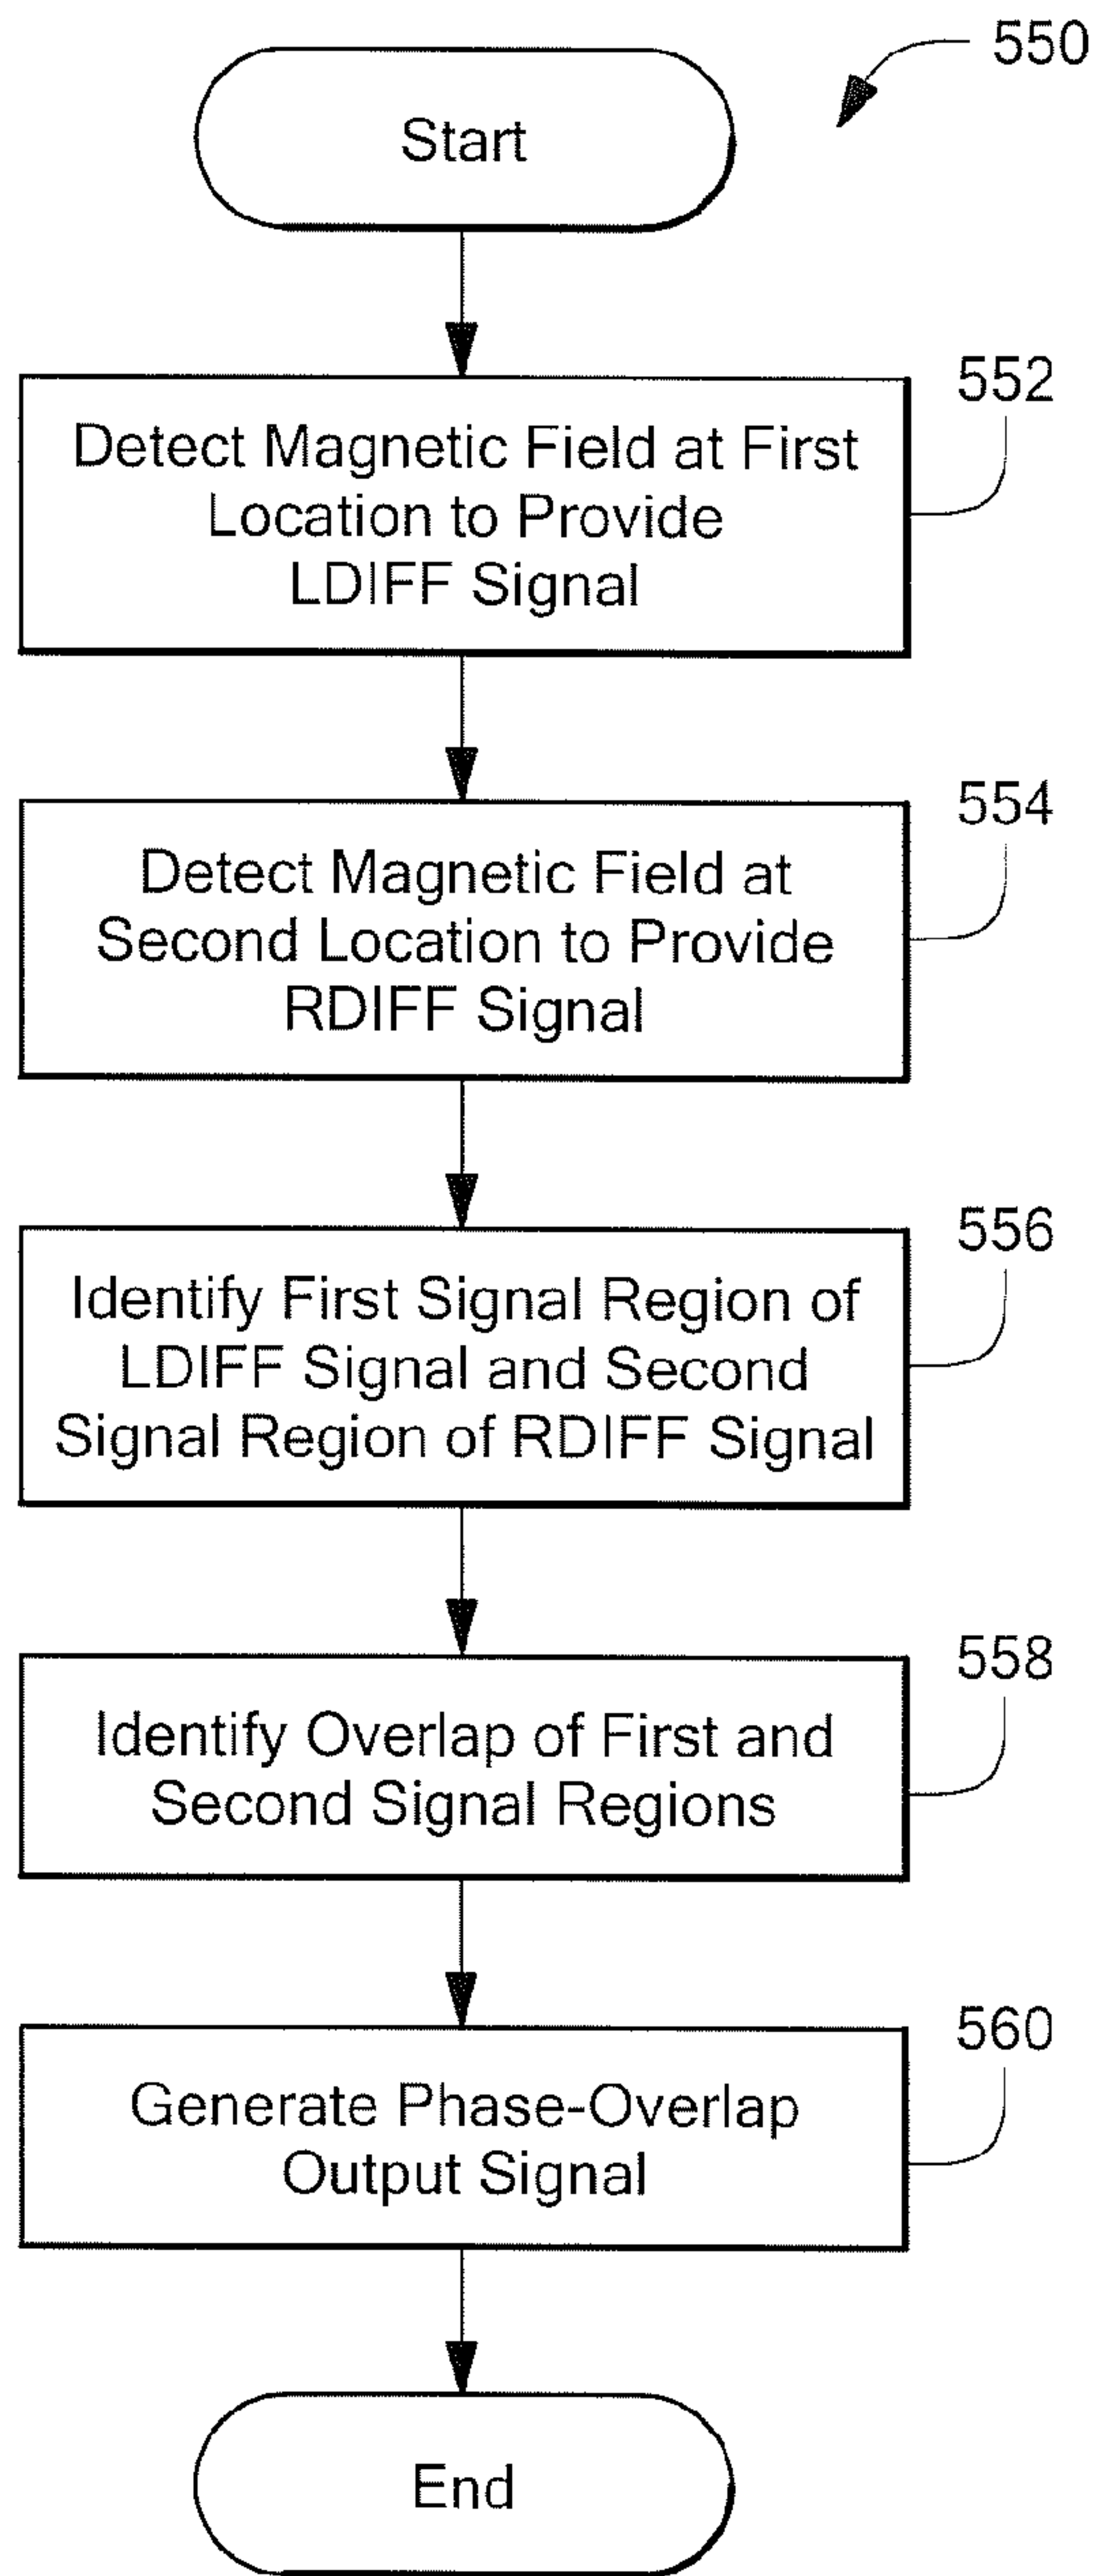 550
Start
552
Detect Magnetic Field at First
Location to Provide
LDIFF Signal
554
Detect Magnetic Field at
Second Location to Provide
RDIFF Signal
556
Identify First Signal Region of
LDIFF Signal and Second
Signal Region of RDIFF Signal
558
Identify Overlap of First and
Second Signal Regions
560
Generate Phase-Overlap
Output Signal
End